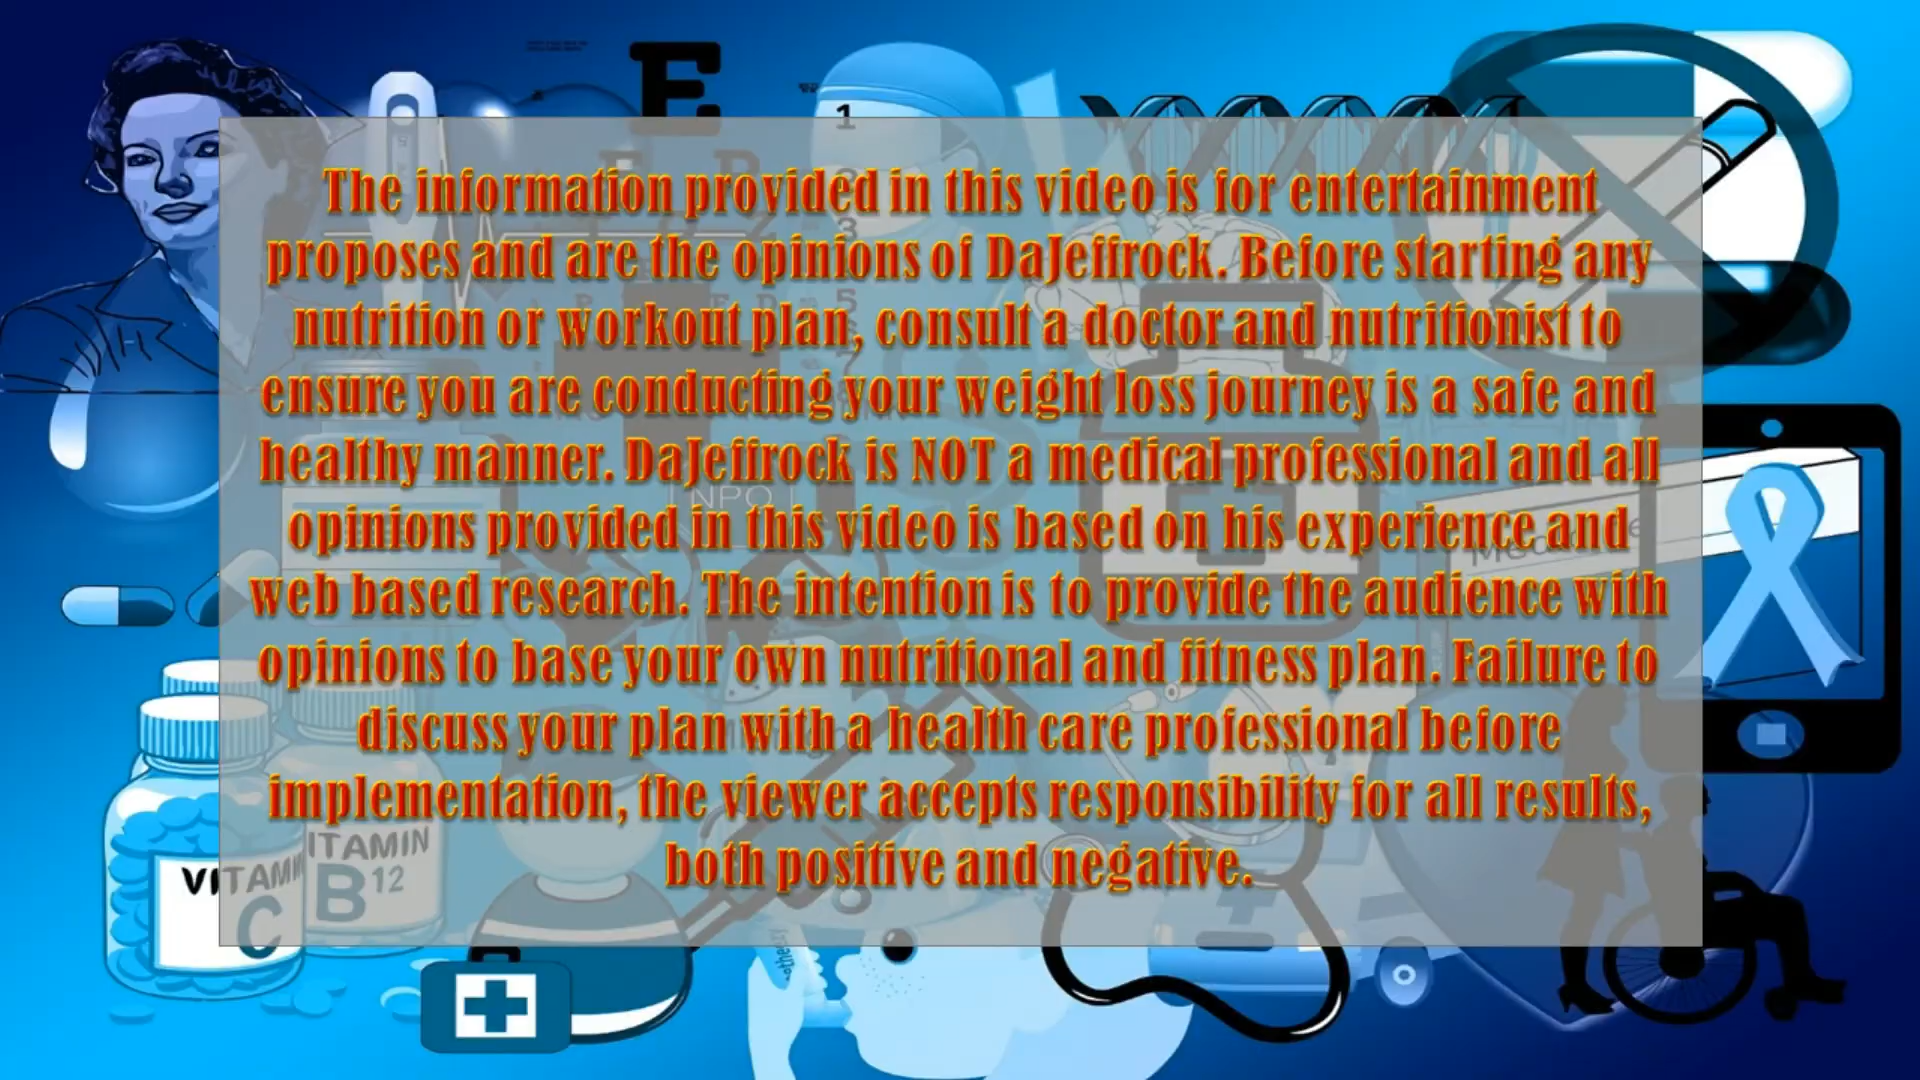 E
1
The information provided in this video is for entertainment
proposes and are the opinions of DaJeffrock. Before starting any
nutrition or workout plan, consult a doctor and nutritionist to
ensure you are conducting your weight loss journey is a safe and
healthy manner. DaJeffrock is NOT a medical professional and all
opinions provided in this video is based on his experience and
web based research. The intention is to provide the audience with
opinions to base your own nutritional and fitness plan. Failure to
discuss your plan with a health care professional before
implementation, the viewer accepts responsibility for all results,
both positive and negative.
NPO
VITAMIN
C
VITAMIN
B12